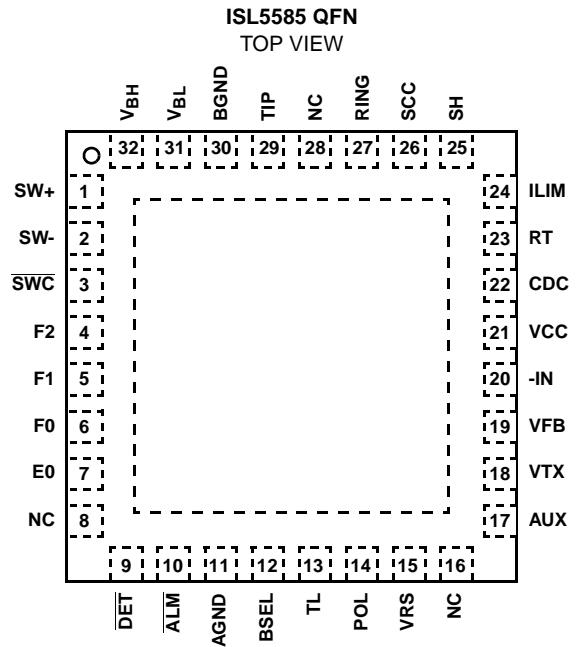 ISL5585 QFN
TOP VIEW
VBH
VBL
BGND
TIP
NC
RING
SCC
SH
32 31 30 29 28 27 26 25
SW+ 1 24 ILIM
SW- 2 23 RT
SWC 3 22 CDC
F2 4 21 VCC
F1 5 20 -IN
F0 6 19 VFB
E0 7 18 VTX
NC 8 17 AUX
9 10 11 12 13 14 15 16
DET
ALM
AGND
BSEL
TL
POL
VRS
NC